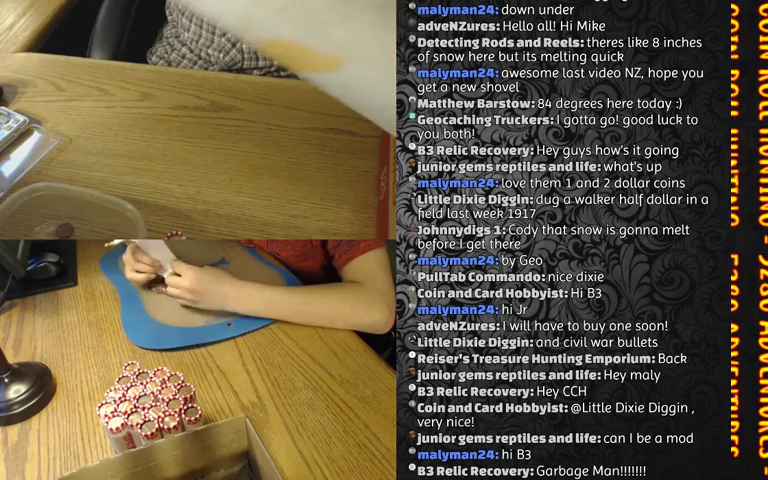 malyman24: down under
adveNZures: Hello all! Hi Mike
Detecting Rods and Reels: theres like 8 inches
of snow here but its melting quick
malyman24: awesome last video NZ, hope you
get a new shovel
Matthew Barstow: 84 degrees here today :)
Geocaching Truckers: I gotta go! good luck to
you both!
B3 Relic Recovery: Hey guys how's it going
junior gems reptiles and life: what's up
malyman24: love them 1 and 2 dollar coins
Little Dixie Diggin: dug a walker half dollar in a
field last week 1917
Johnnydigs 1: Cody that snow is gonna melt
before I get there
malyman24: by Geo
PullTab Commando: nice dixie
Coin and Card Hobbyist: Hi B3
malyman24: hi Jr
adveNZures: I will have to buy one soon!
Little Dixie Diggin: and civil war bullets
Reiser's Treasure Hunting Emporium: Back
junior gems reptiles and life: Hey maly
B3 Relic Recovery: Hey CCH
Coin and Card Hobbyist: @Little Dixie Diggin ,
very nice!
junior gems reptiles and life: can I be a mod
malyman24: hi B3
B3 Relic Recovery: Garbage Man!!!!!!!
COIN ROLL HUNTING - 5280 ADVENTURES -